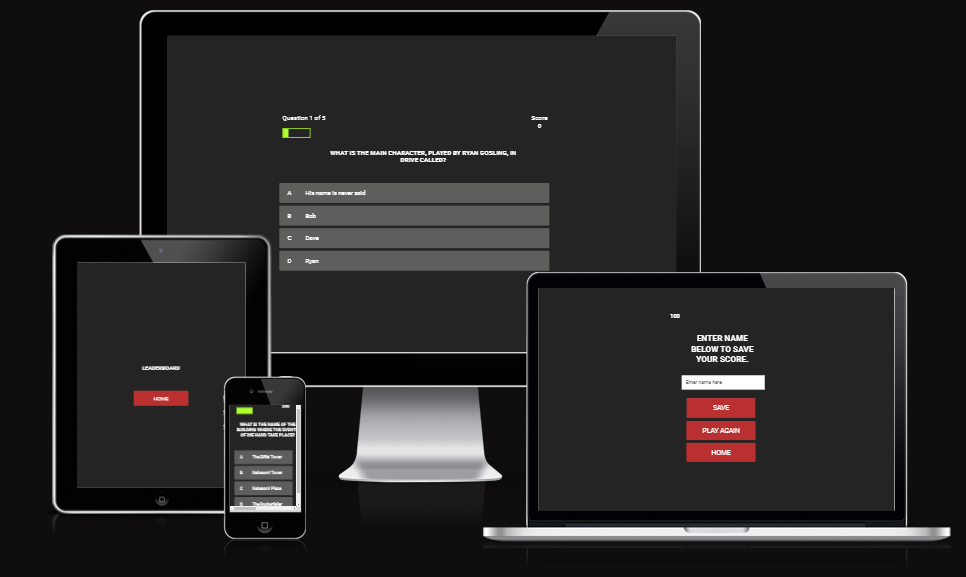 Question 1 of 5
Score
0
WHAT IS THE MAIN CHARACTER, PLAYED BY RYAN GOSLING, IN
DRIVE CALLED?
A His name is never said
B Bob
C Dave
D Ryan
LEADERBOARD
HOME
WHAT IS THE NAME OF THE
BUILDING WHERE THE EVENT
OF DIE HARD TAKE PLACE?
A The Eiffel Tower
B Nakatomi Tower
C Nakatomi Plaza
D The Rockefeller
100
ENTER NAME
BELOW TO SAVE
YOUR SCORE.
Enter name here
SAVE
PLAY AGAIN
HOME